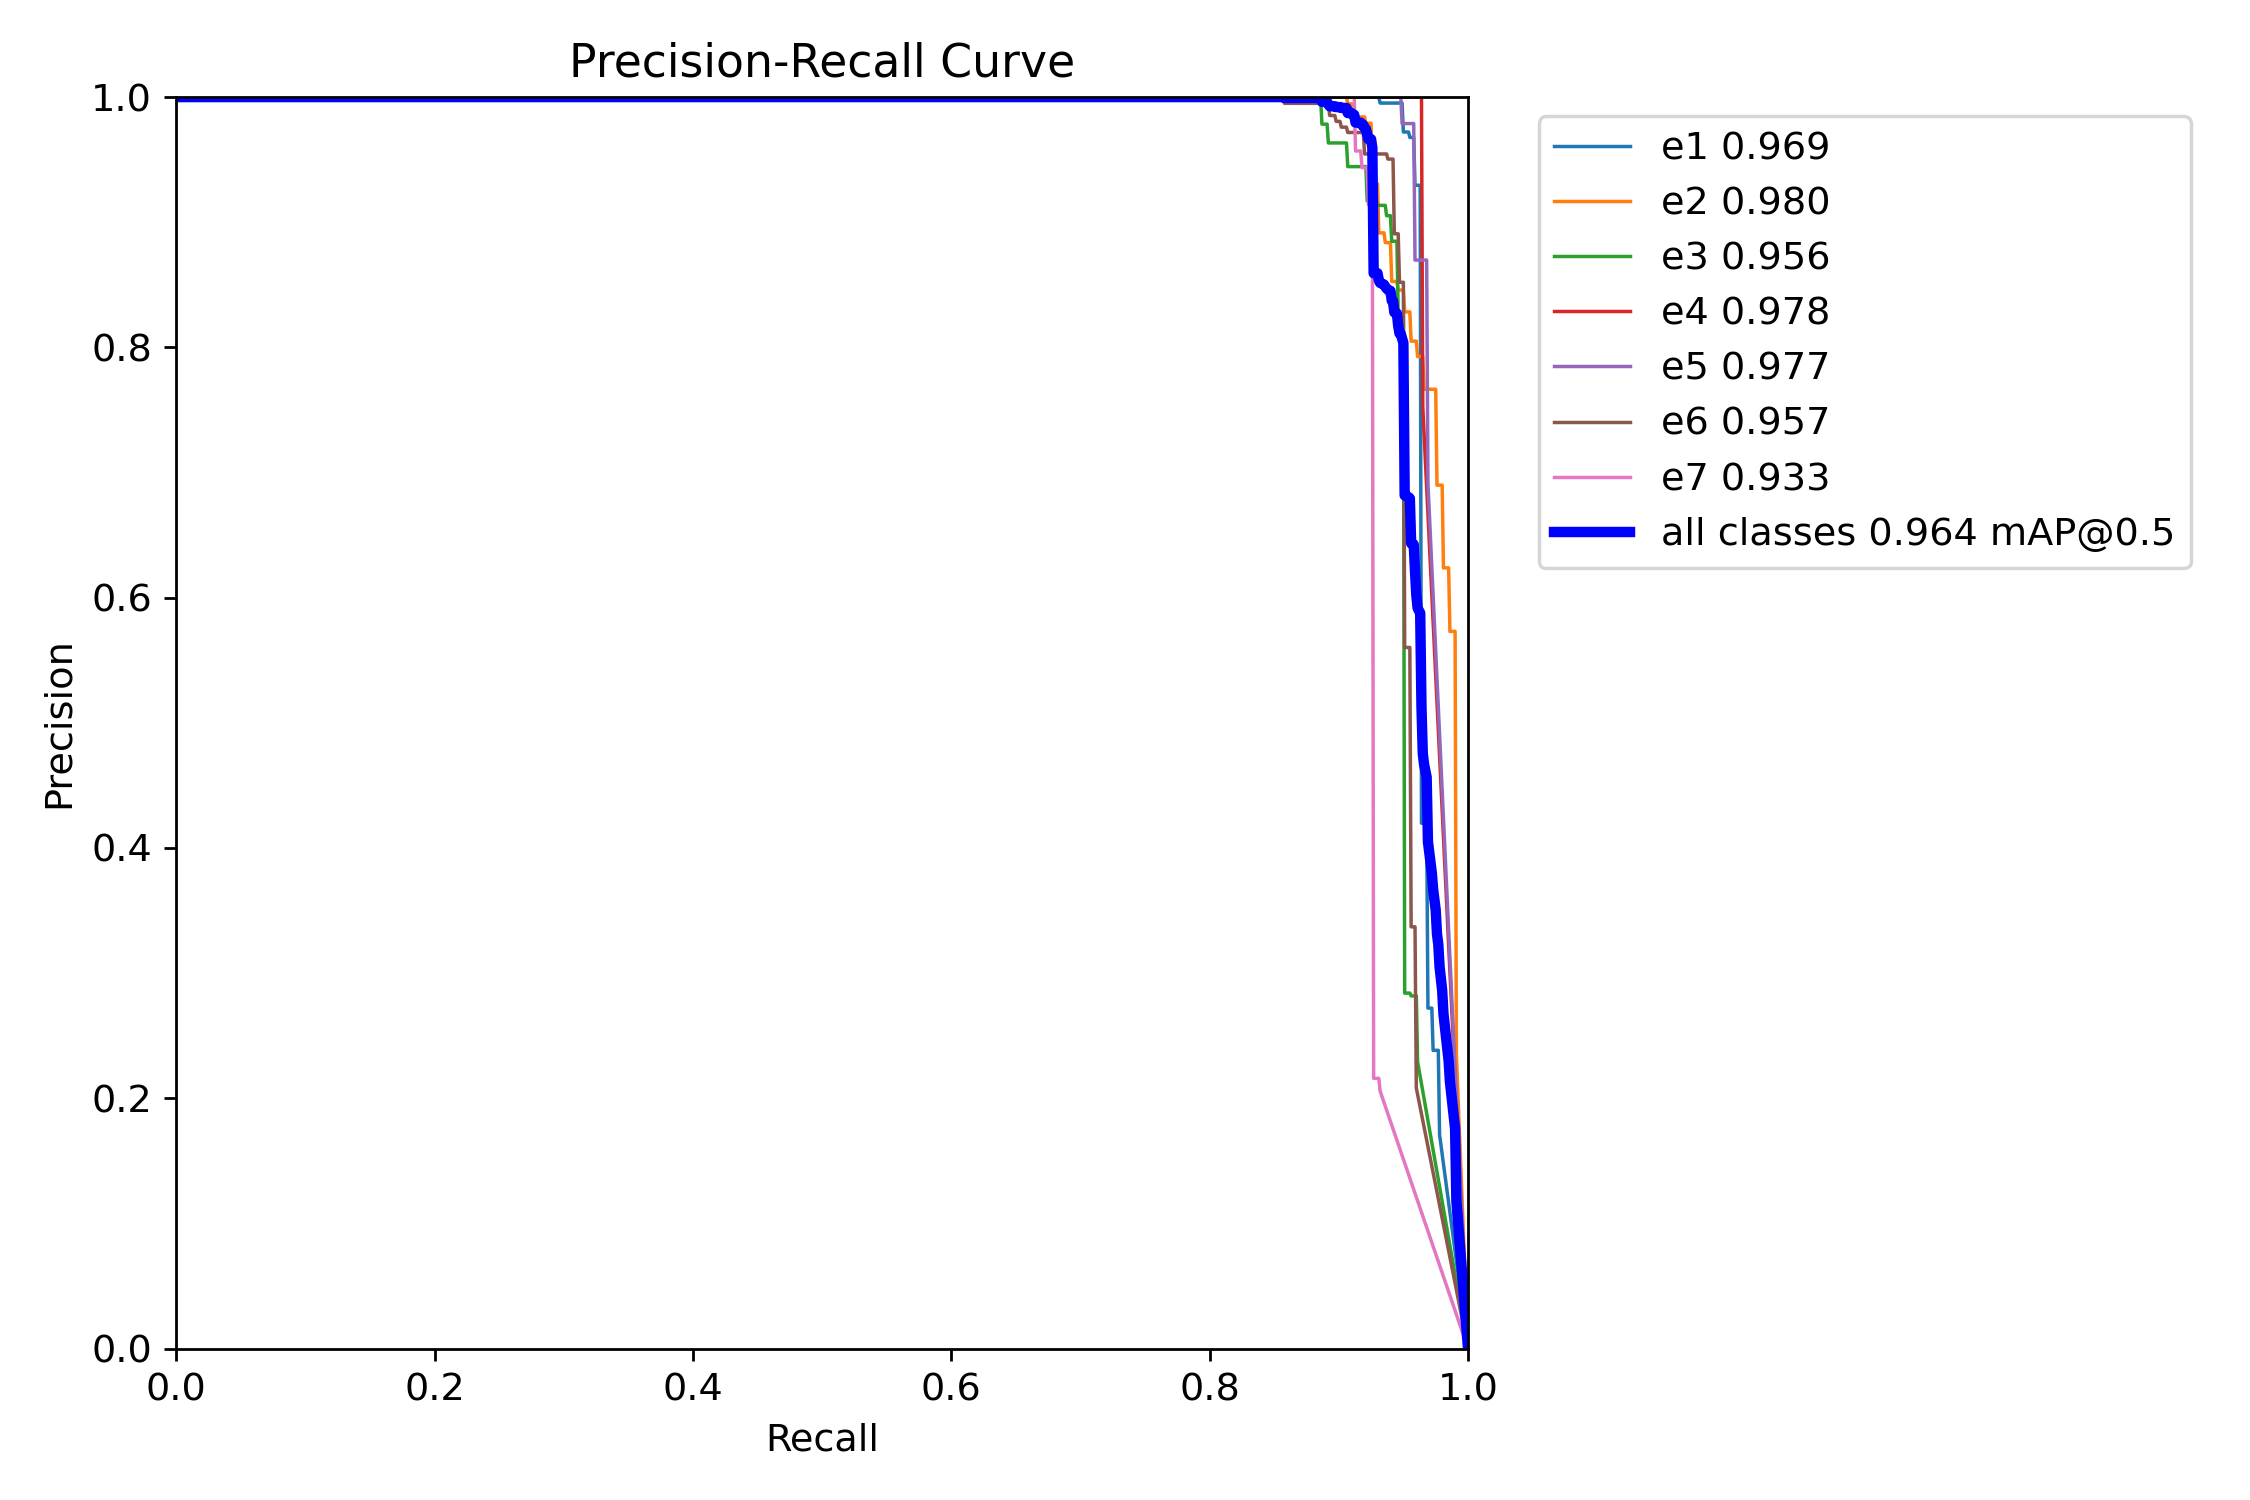 Precision-Recall Curve
1.0
0.8
0.6
0.4
0.2
0.0
Precision
0.0 0.2 0.4 0.6 0.8 1.0
Recall
e1 0.969
e2 0.980
e3 0.956
e4 0.978
e5 0.977
e6 0.957
e7 0.933
all classes 0.964 mAP@0.5